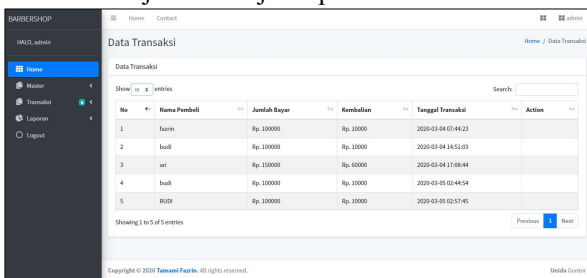 BARBERSHOP
Home Contact
admin
HALO, admin
Home
Master
Transaksi
Laporan
Logout
Data Transaksi
Home / Data Transaksi
Data Transaksi
Show 10 entries
Search:
No Nama Pembeli Jumlah Bayar Kembalian Tanggal Transaksi Action
1 fazrin Rp. 100000 Rp. 10000 2020-03-04 07:44:23
2 budi Rp. 100000 Rp. 10000 2020-03-04 14:51:03
3 ari Rp. 150000 Rp. 60000 2020-03-04 17:08:44
4 budi Rp. 100000 Rp. 10000 2020-03-05 02:44:54
5 RUDI Rp. 100000 Rp. 10000 2020-03-05 02:57:45
Showing 1 to 5 of 5 entries
Previous 1 Next
Copyright © 2020 Tamami Fazrin. All rights reserved.
Unida Gontor